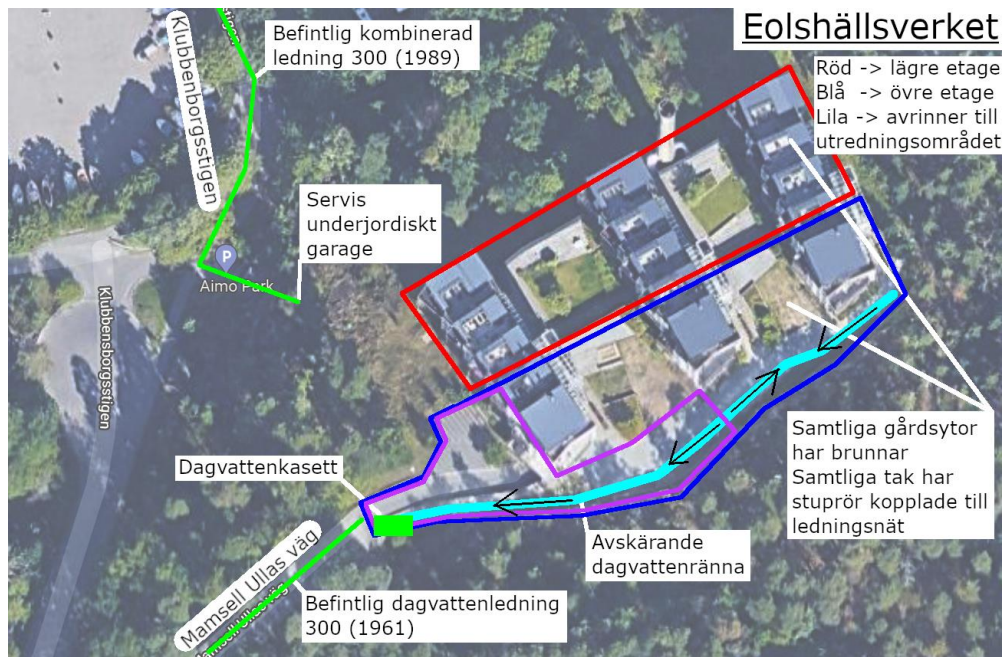 Eolshällsverket
Röd -> lägre etage
Blå -> övre etage
Lila -> avrinner till
utredningsområdet
Befintlig kombinerad
ledning 300 (1989)
Klubbenborgsstigen
Servis
underjordiskt
garage
P
Aimo Park
Klubbensborgsstigen
Dagvattenkasett
Samtliga gårdsytor
har brunnar
Samtliga tak har
stuprör kopplade till
ledningsnät
Avskärande
dagvattenränna
Mamsell Ullas väg
Befintlig dagvattenledning
300 (1961)